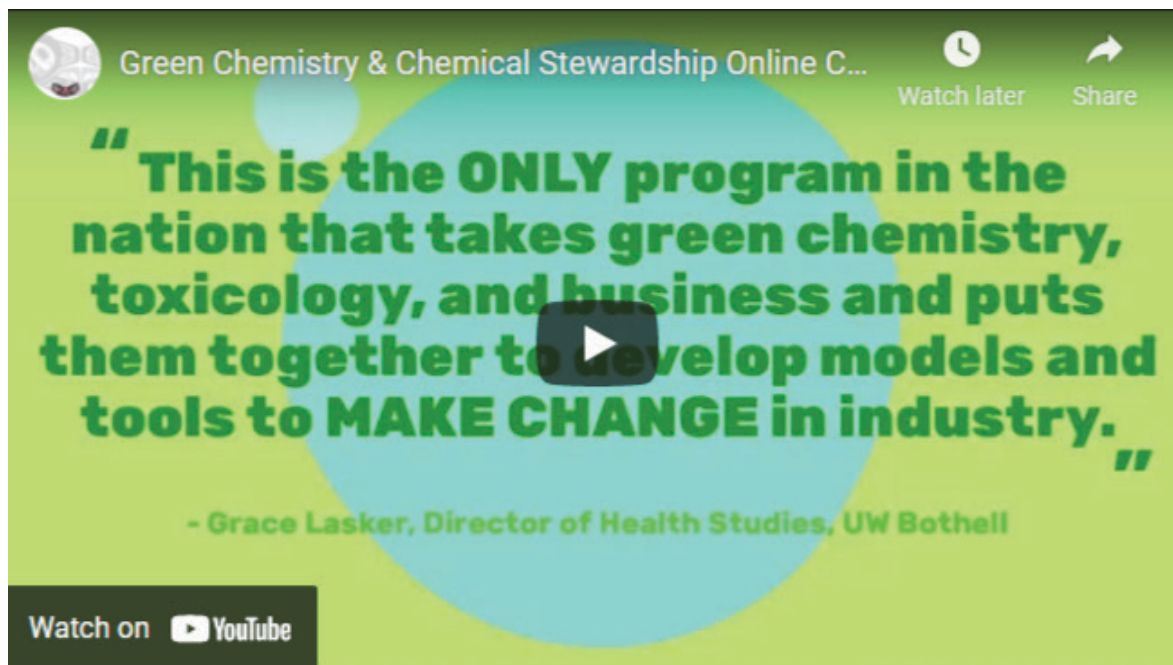 Green Chemistry & Chemical Stewardship Online C...
Watch later
Share
"This is the ONLY program in the
nation that takes green chemistry,
toxicology, and business and puts
them together to develop models and
tools to MAKE CHANGE in industry."
- Grace Lasker, Director of Health Studies, UW Bothell
Watch on YouTube